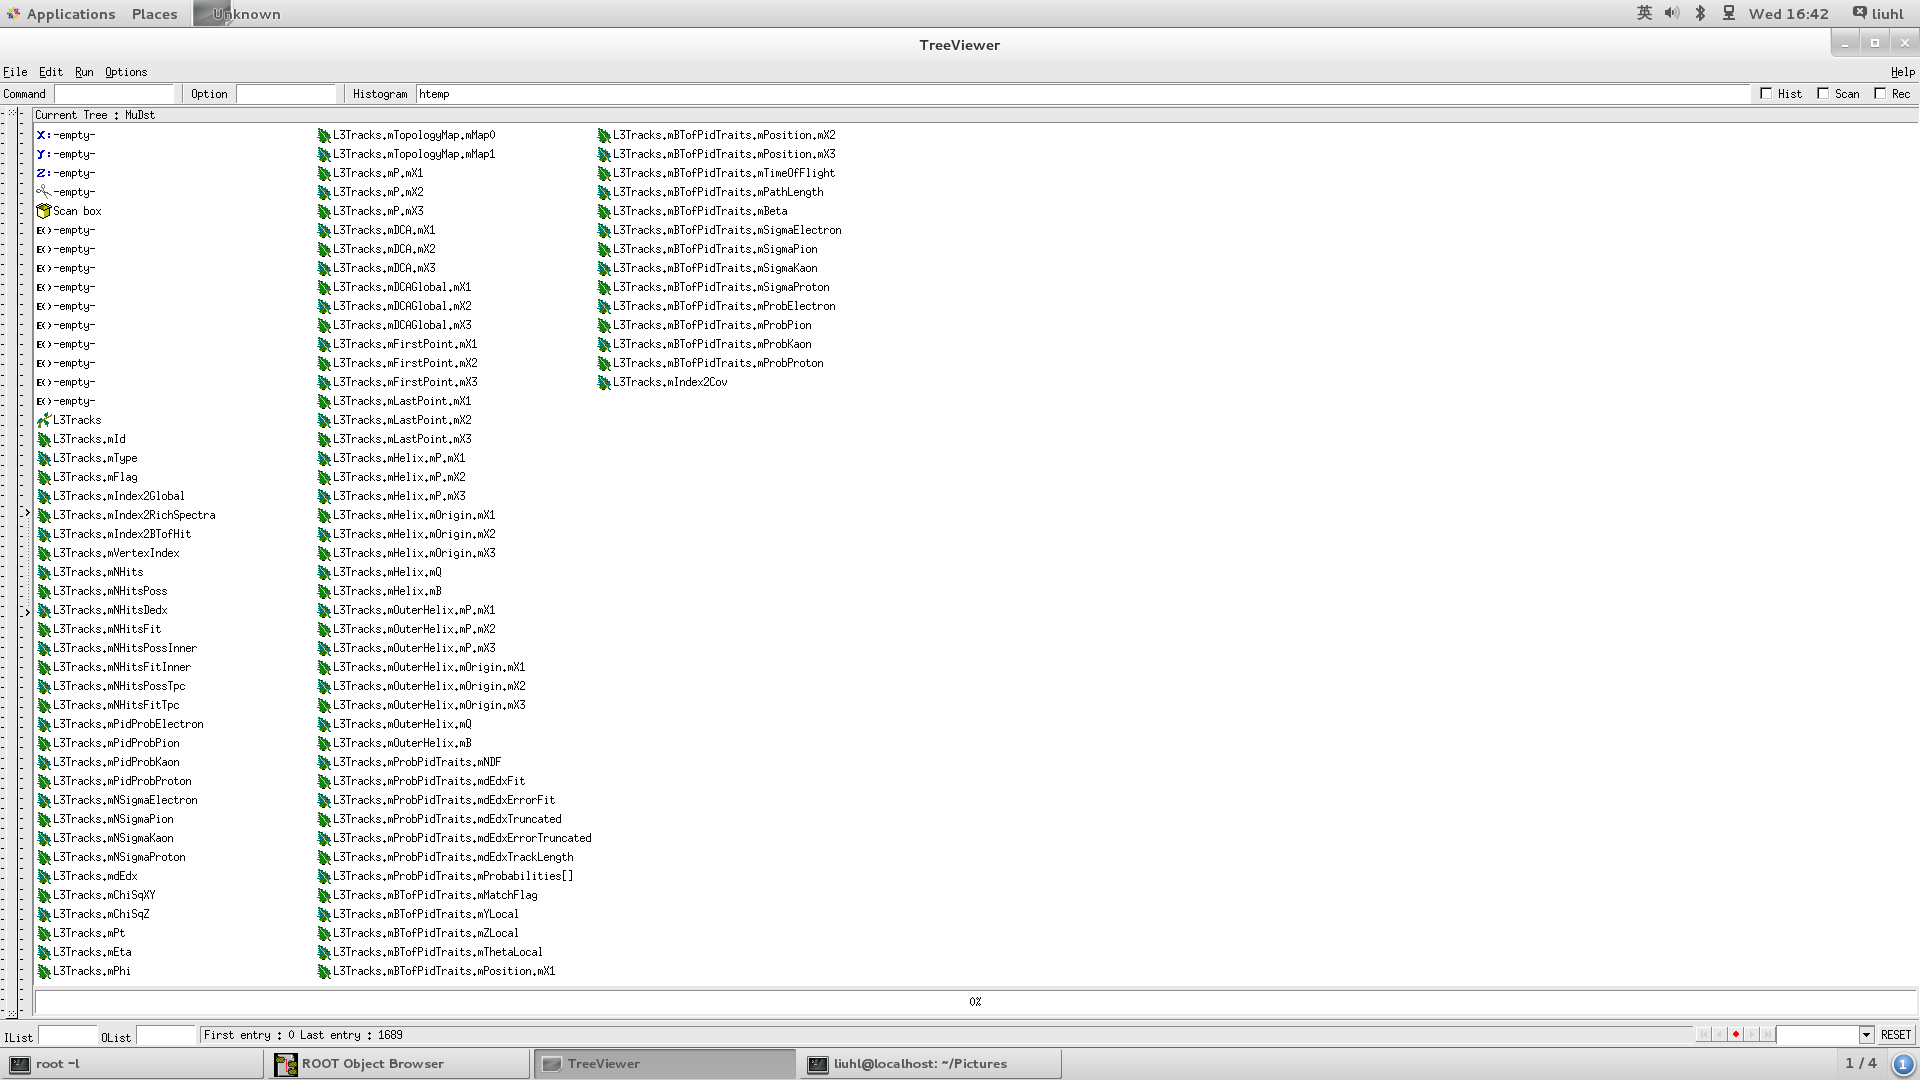 Applications Places Unknown 英 Wed 16:42 liuhl
TreeViewer
File Edit Run Options Help
Command Option Histogram htemp Hist Scan Rec
Current Tree : MuDst
X: -empty-
Y: -empty-
Z: -empty-
-empty-
Scan box
E() -empty-
E() -empty-
E() -empty-
E() -empty-
E() -empty-
E() -empty-
E() -empty-
E() -empty-
E() -empty-
E() -empty-
L3Tracks
L3Tracks.mId
L3Tracks.mType
L3Tracks.mFlag
L3Tracks.mIndex2Global
L3Tracks.mIndex2RichSpectra
L3Tracks.mIndex2BTofHit
L3Tracks.mVertexIndex
L3Tracks.mNHits
L3Tracks.mNHitsPoss
L3Tracks.mNHitsDedx
L3Tracks.mNHitsFit
L3Tracks.mNHitsPossInner
L3Tracks.mNHitsFitInner
L3Tracks.mNHitsPossTpc
L3Tracks.mNHitsFitTpc
L3Tracks.mPidProbElectron
L3Tracks.mPidProbPion
L3Tracks.mPidProbKaon
L3Tracks.mPidProbProton
L3Tracks.mNSigmaElectron
L3Tracks.mNSigmaPion
L3Tracks.mNSigmaKaon
L3Tracks.mNSigmaProton
L3Tracks.mdEdx
L3Tracks.mChiSqXY
L3Tracks.mChiSqZ
L3Tracks.mPt
L3Tracks.mEta
L3Tracks.mPhi
L3Tracks.mTopologyMap.mMap0
L3Tracks.mTopologyMap.mMap1
L3Tracks.mP.mX1
L3Tracks.mP.mX2
L3Tracks.mP.mX3
L3Tracks.mDCA.mX1
L3Tracks.mDCA.mX2
L3Tracks.mDCA.mX3
L3Tracks.mDCAGlobal.mX1
L3Tracks.mDCAGlobal.mX2
L3Tracks.mDCAGlobal.mX3
L3Tracks.mFirstPoint.mX1
L3Tracks.mFirstPoint.mX2
L3Tracks.mFirstPoint.mX3
L3Tracks.mLastPoint.mX1
L3Tracks.mLastPoint.mX2
L3Tracks.mLastPoint.mX3
L3Tracks.mHelix.mP.mX1
L3Tracks.mHelix.mP.mX2
L3Tracks.mHelix.mP.mX3
L3Tracks.mHelix.mOrigin.mX1
L3Tracks.mHelix.mOrigin.mX2
L3Tracks.mHelix.mOrigin.mX3
L3Tracks.mHelix.mQ
L3Tracks.mHelix.mB
L3Tracks.mOuterHelix.mP.mX1
L3Tracks.mOuterHelix.mP.mX2
L3Tracks.mOuterHelix.mP.mX3
L3Tracks.mOuterHelix.mOrigin.mX1
L3Tracks.mOuterHelix.mOrigin.mX2
L3Tracks.mOuterHelix.mOrigin.mX3
L3Tracks.mOuterHelix.mQ
L3Tracks.mOuterHelix.mB
L3Tracks.mProbPidTraits.mNDF
L3Tracks.mProbPidTraits.mdEdxFit
L3Tracks.mProbPidTraits.mdEdxErrorFit
L3Tracks.mProbPidTraits.mdEdxTruncated
L3Tracks.mProbPidTraits.mdEdxErrorTruncated
L3Tracks.mProbPidTraits.mdEdxTrackLength
L3Tracks.mProbPidTraits.mProbabilities[]
L3Tracks.mBTofPidTraits.mMatchFlag
L3Tracks.mBTofPidTraits.mYLocal
L3Tracks.mBTofPidTraits.mZLocal
L3Tracks.mBTofPidTraits.mThetaLocal
L3Tracks.mBTofPidTraits.mPosition.mX1
L3Tracks.mBTofPidTraits.mPosition.mX2
L3Tracks.mBTofPidTraits.mPosition.mX3
L3Tracks.mBTofPidTraits.mTimeOfFlight
L3Tracks.mBTofPidTraits.mPathLength
L3Tracks.mBTofPidTraits.mBeta
L3Tracks.mBTofPidTraits.mSigmaElectron
L3Tracks.mBTofPidTraits.mSigmaPion
L3Tracks.mBTofPidTraits.mSigmaKaon
L3Tracks.mBTofPidTraits.mSigmaProton
L3Tracks.mBTofPidTraits.mProbElectron
L3Tracks.mBTofPidTraits.mProbPion
L3Tracks.mBTofPidTraits.mProbKaon
L3Tracks.mBTofPidTraits.mProbProton
L3Tracks.mIndex2Cov
0%
IList OList First entry : 0 Last entry : 1689 RESET
root -l ROOT Object Browser TreeViewer liuhl@localhost: ~/Pictures 1 / 4 1